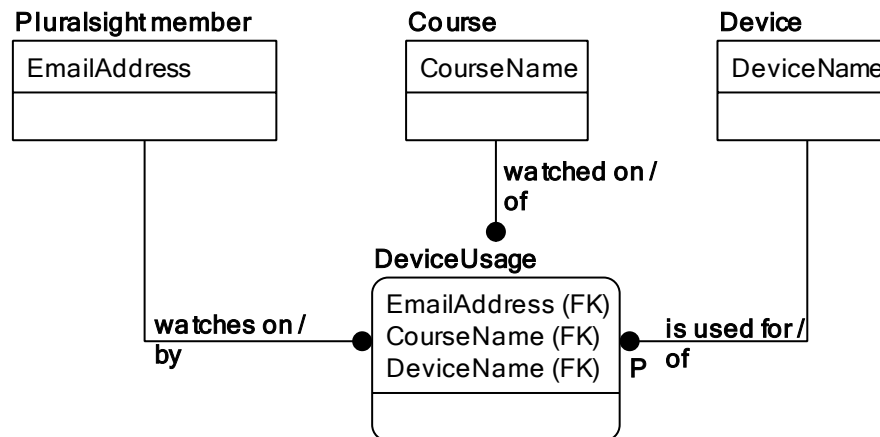 Pluralsight member
Course
Device
EmailAddress
CourseName
DeviceName
watched on /
of
DeviceUsage
EmailAddress (FK)
CourseName (FK)
DeviceName (FK)
watches on /
by
is used for /
of
P